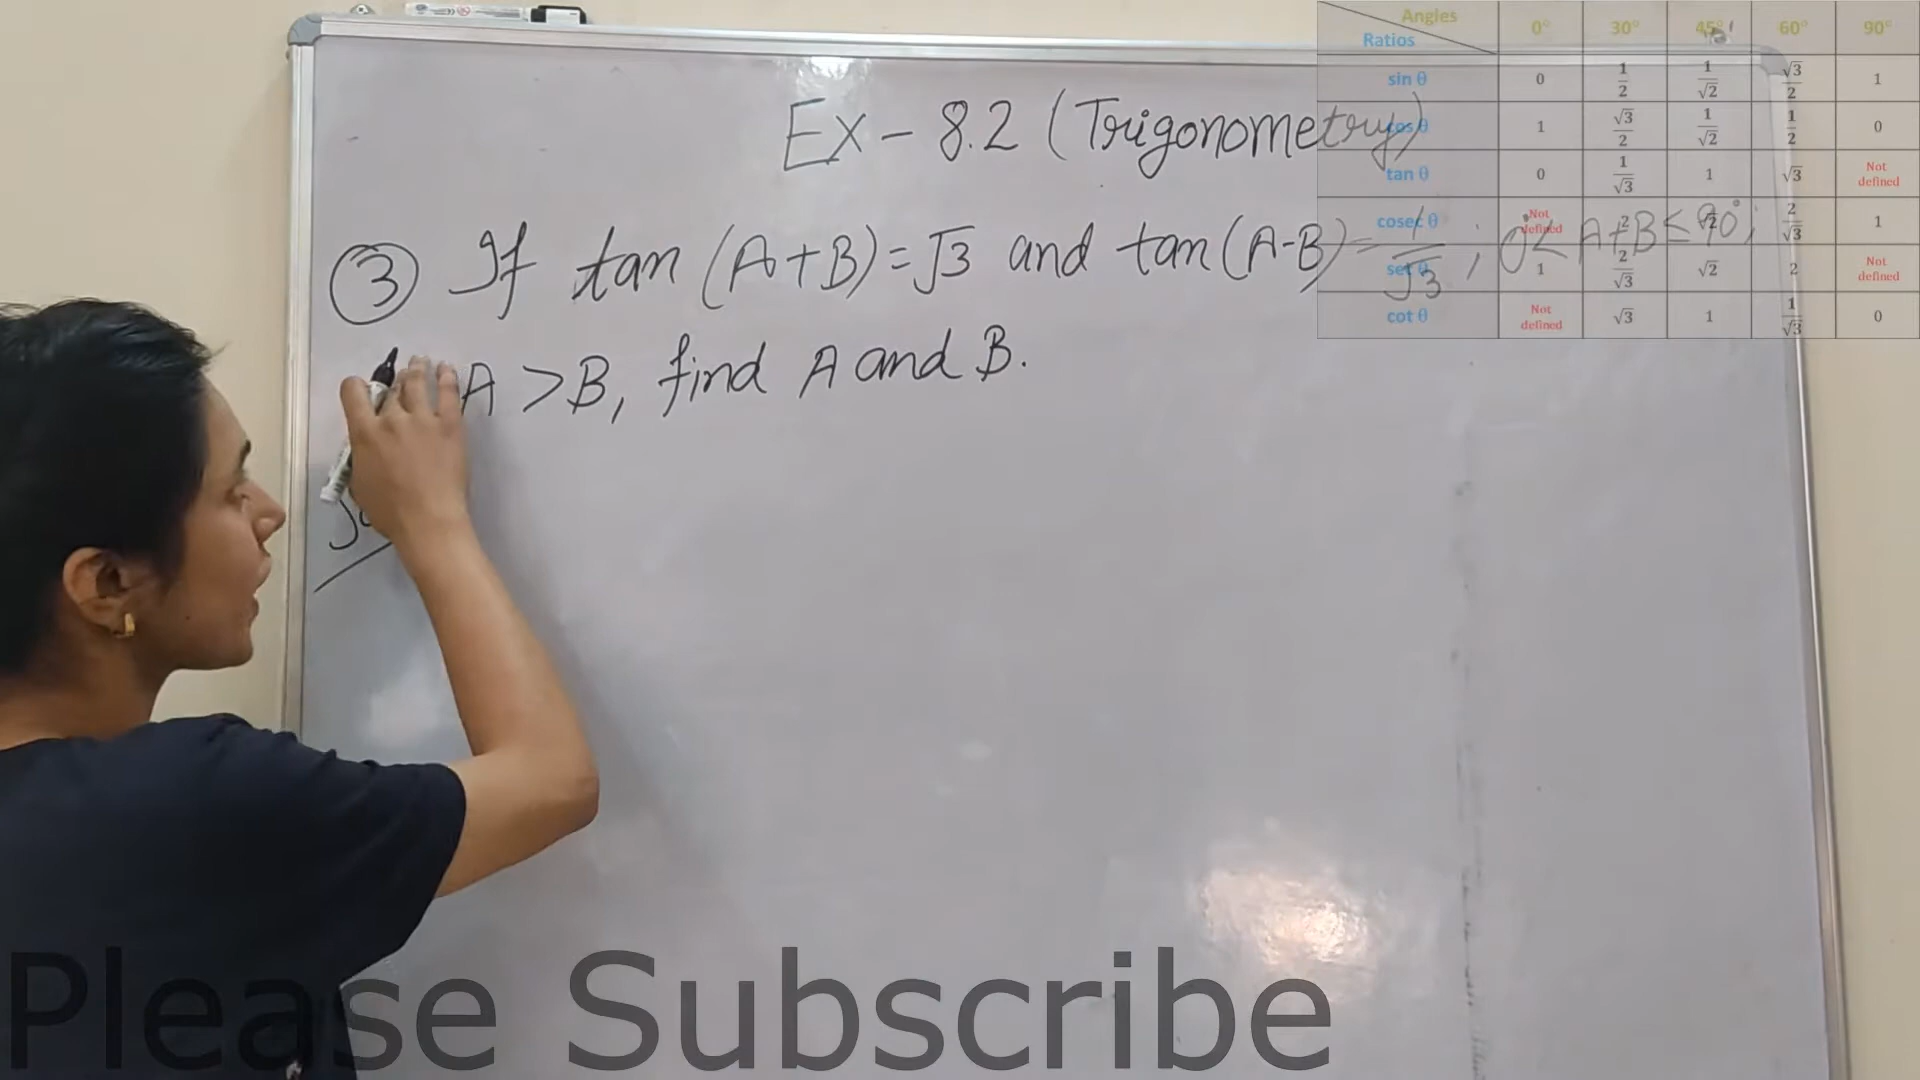 Ex - 8.2 (Trigonometry)
③ If tan (A+B) = √3 and tan (A-B) = 1/√3 ; 0° < A+B ≤ 90° ;
A > B, find A and B.
Angles
Ratios 0° 30° 45° 60° 90°
sin θ 0 1/2 1/√2 √3/2 1
cos θ 1 √3/2 1/√2 1/2 0
tan θ 0 1/√3 1 √3 Not defined
cosec θ Not defined 2 √2 2/√3 1
sec θ 1 2/√3 √2 2 Not defined
cot θ Not defined √3 1 1/√3 0
Please Subscribe